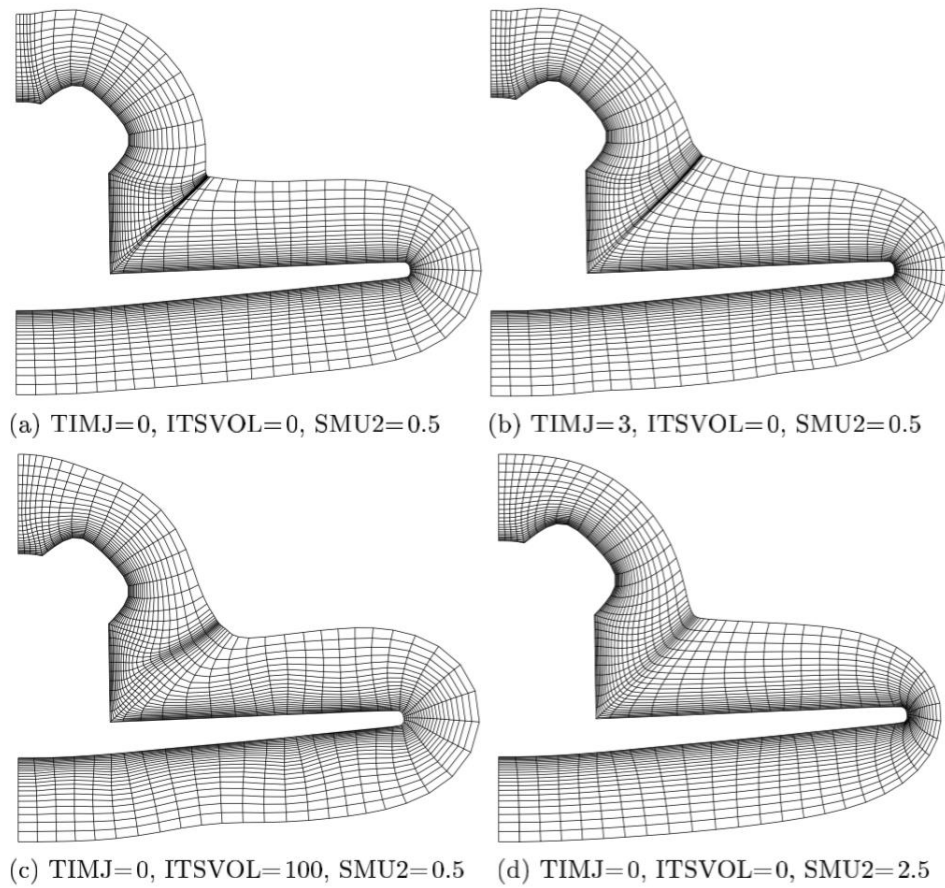 (a) TIMJ=0, ITSVOL=0, SMU2=0.5
(b) TIMJ=3, ITSVOL=0, SMU2=0.5
(c) TIMJ=0, ITSVOL=100, SMU2=0.5
(d) TIMJ=0, ITSVOL=0, SMU2=2.5